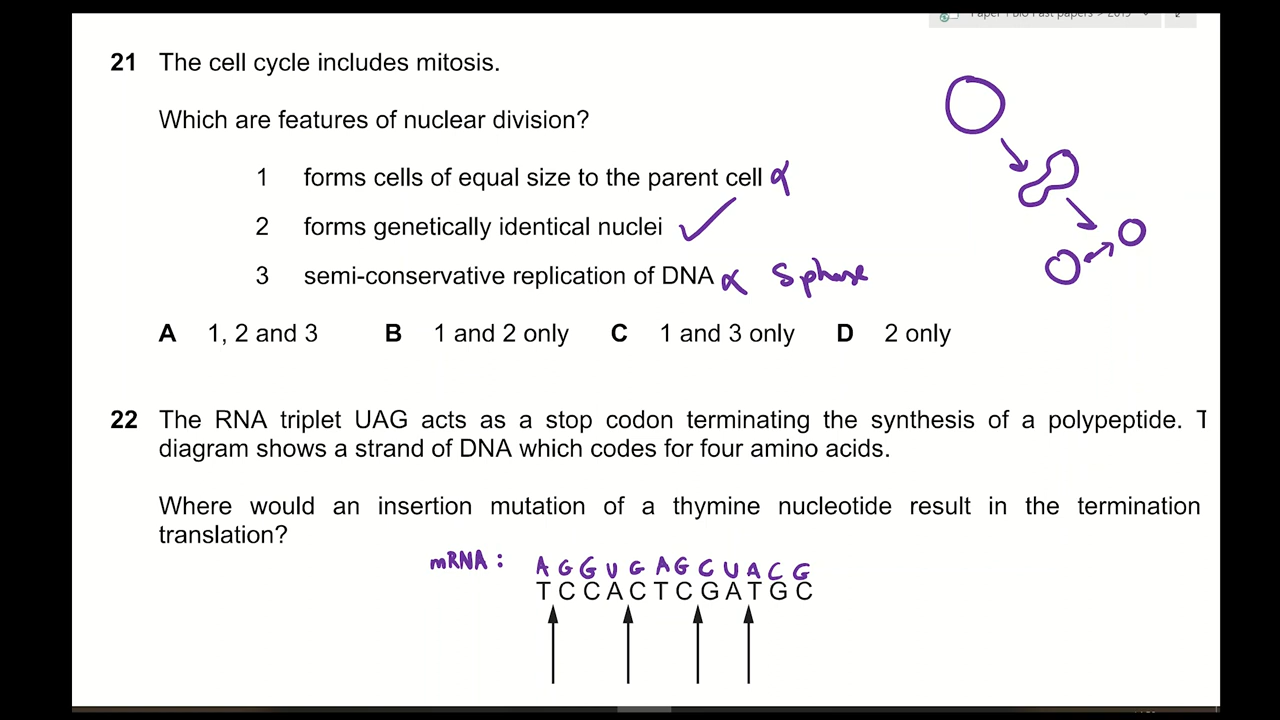 21 The cell cycle includes mitosis.
Which are features of nuclear division?
1 forms cells of equal size to the parent cell
2 forms genetically identical nuclei
3 semi-conservative replication of DNA S phase
A 1, 2 and 3 B 1 and 2 only C 1 and 3 only D 2 only
22 The RNA triplet UAG acts as a stop codon terminating the synthesis of a polypeptide. T
diagram shows a strand of DNA which codes for four amino acids.
Where would an insertion mutation of a thymine nucleotide result in the termination
translation?
mRNA: A G G U G A G C U A C G
T C C A C T C G A T G C